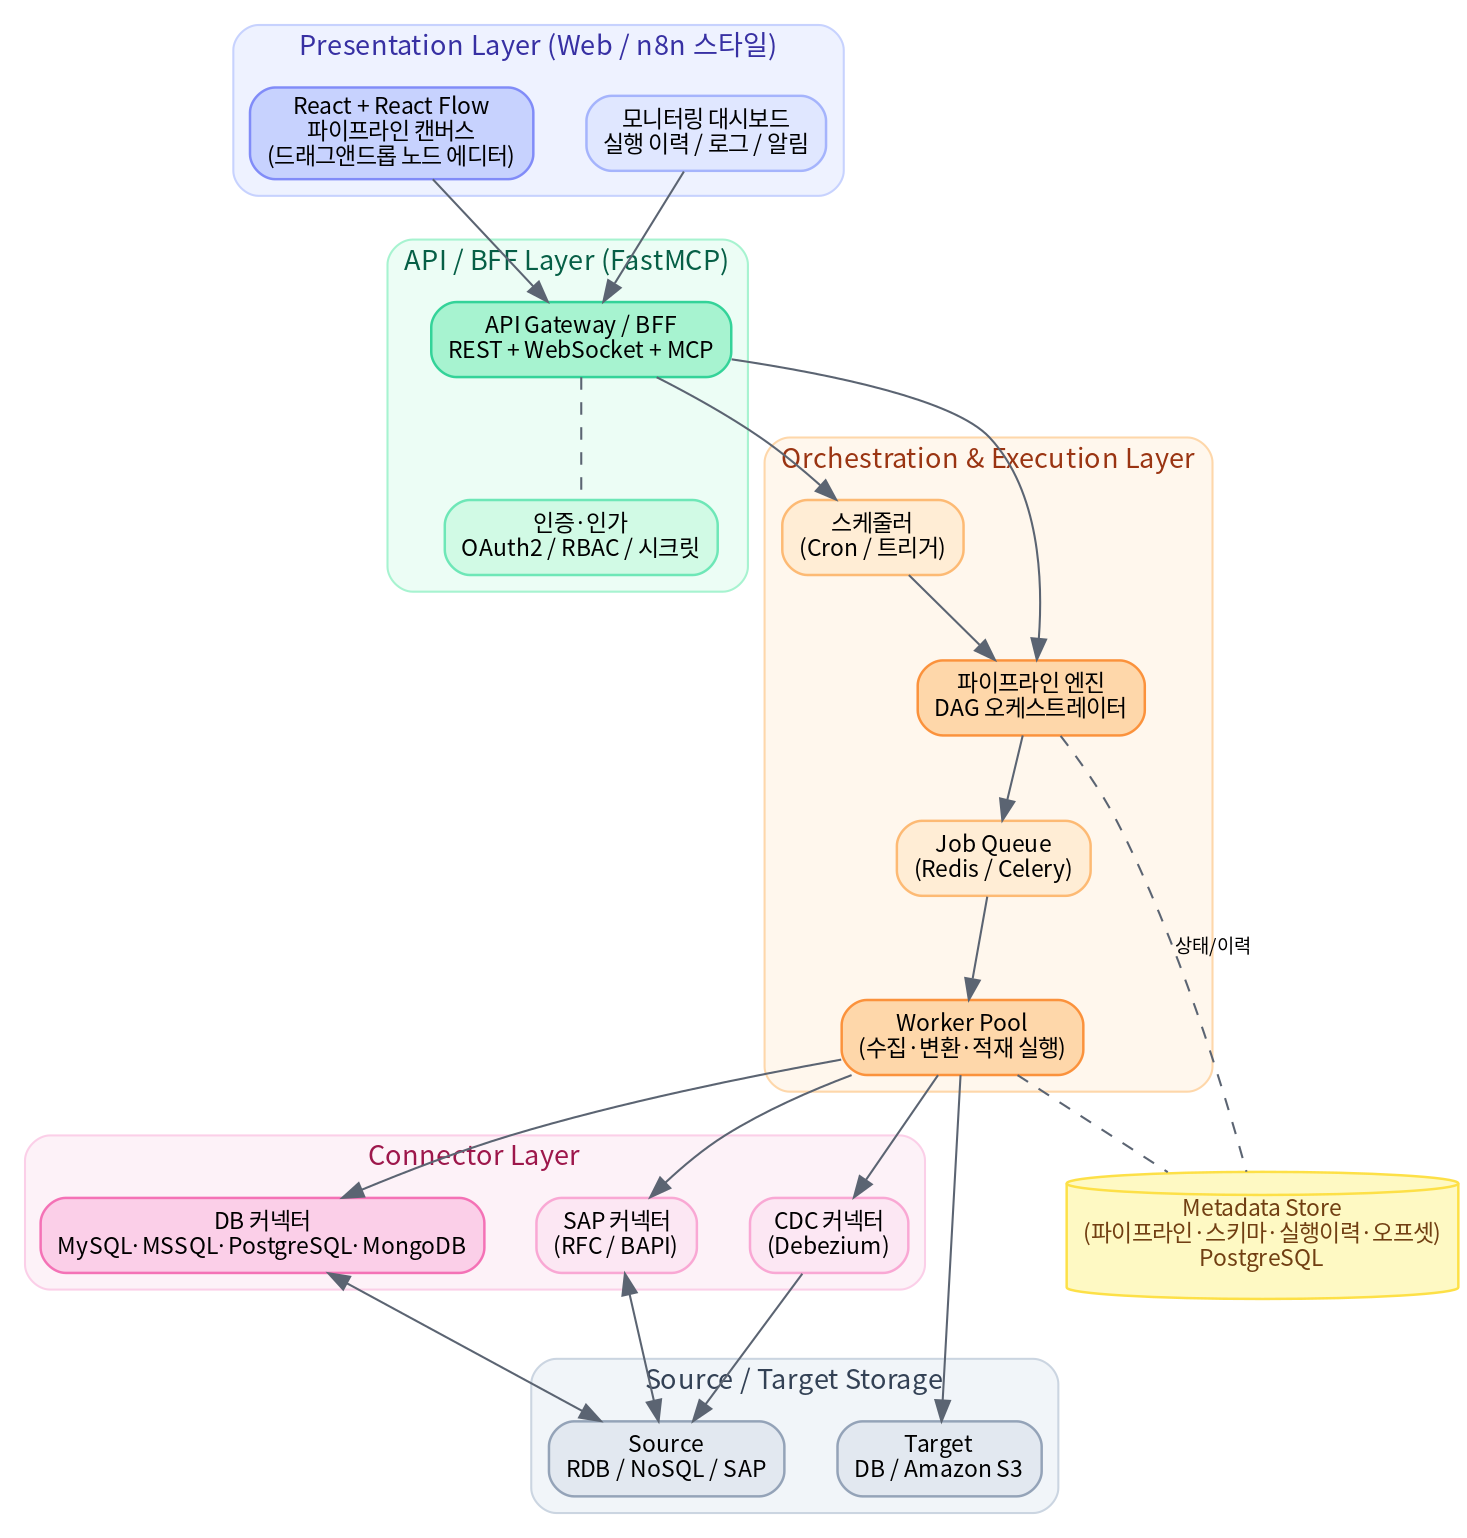 Presentation Layer (Web / n8n 스타일)
React + React Flow
파이프라인 캔버스
(드래그앤드롭 노드 에디터)
모니터링 대시보드
실행 이력 / 로그 / 알림
API / BFF Layer (FastMCP)
API Gateway / BFF
REST + WebSocket + MCP
인증·인가
OAuth2 / RBAC / 시크릿
Orchestration & Execution Layer
스케줄러
(Cron / 트리거)
파이프라인 엔진
DAG 오케스트레이터
Job Queue
(Redis / Celery)
상태/이력
Worker Pool
(수집·변환·적재 실행)
Connector Layer
DB 커넥터
MySQL·MSSQL·PostgreSQL·MongoDB
SAP 커넥터
(RFC / BAPI)
CDC 커넥터
(Debezium)
Metadata Store
(파이프라인·스키마·실행이력·오프셋)
PostgreSQL
Source / Target Storage
Source
RDB / NoSQL / SAP
Target
DB / Amazon S3